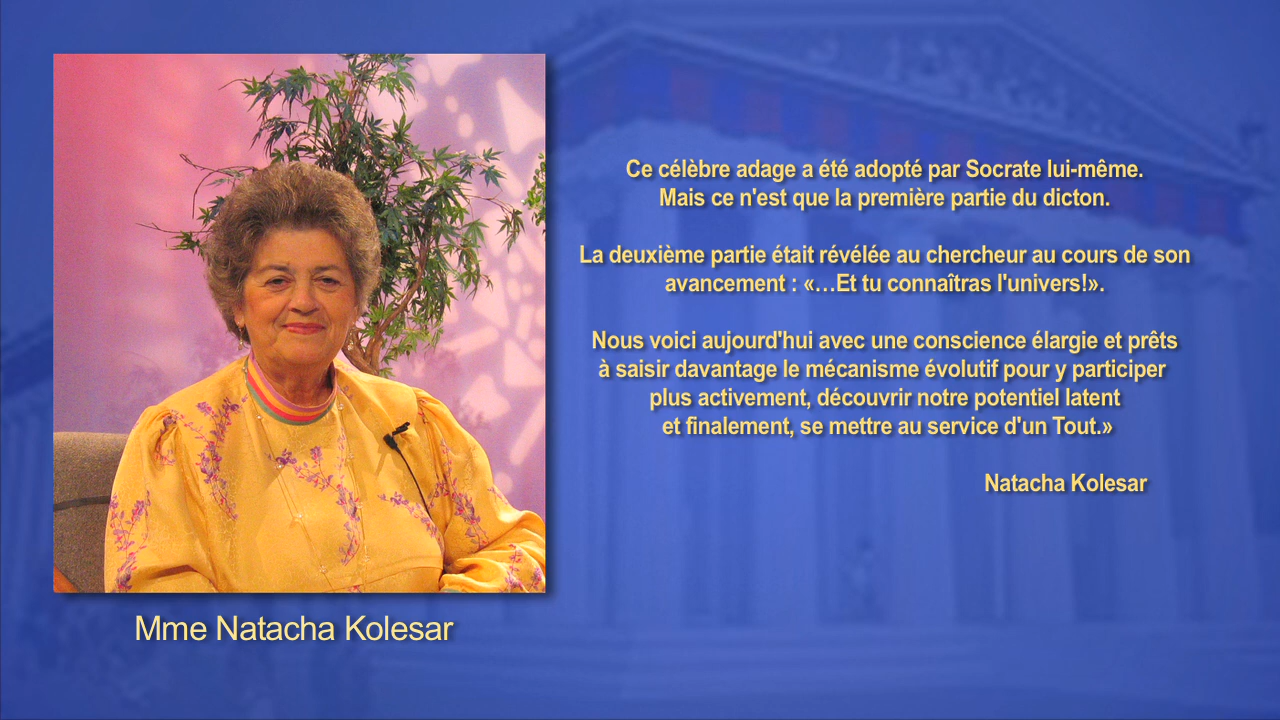 Ce célèbre adage a été adopté par Socrate lui-même.
Mais ce n'est que la première partie du dicton.
La deuxième partie était révélée au chercheur au cours de son
avancement : «…Et tu connaîtras l'univers!».
Nous voici aujourd'hui avec une conscience élargie et prêts
à saisir davantage le mécanisme évolutif pour y participer
plus activement, découvrir notre potentiel latent
et finalement, se mettre au service d'un Tout.»
Natacha Kolesar
Mme Natacha Kolesar